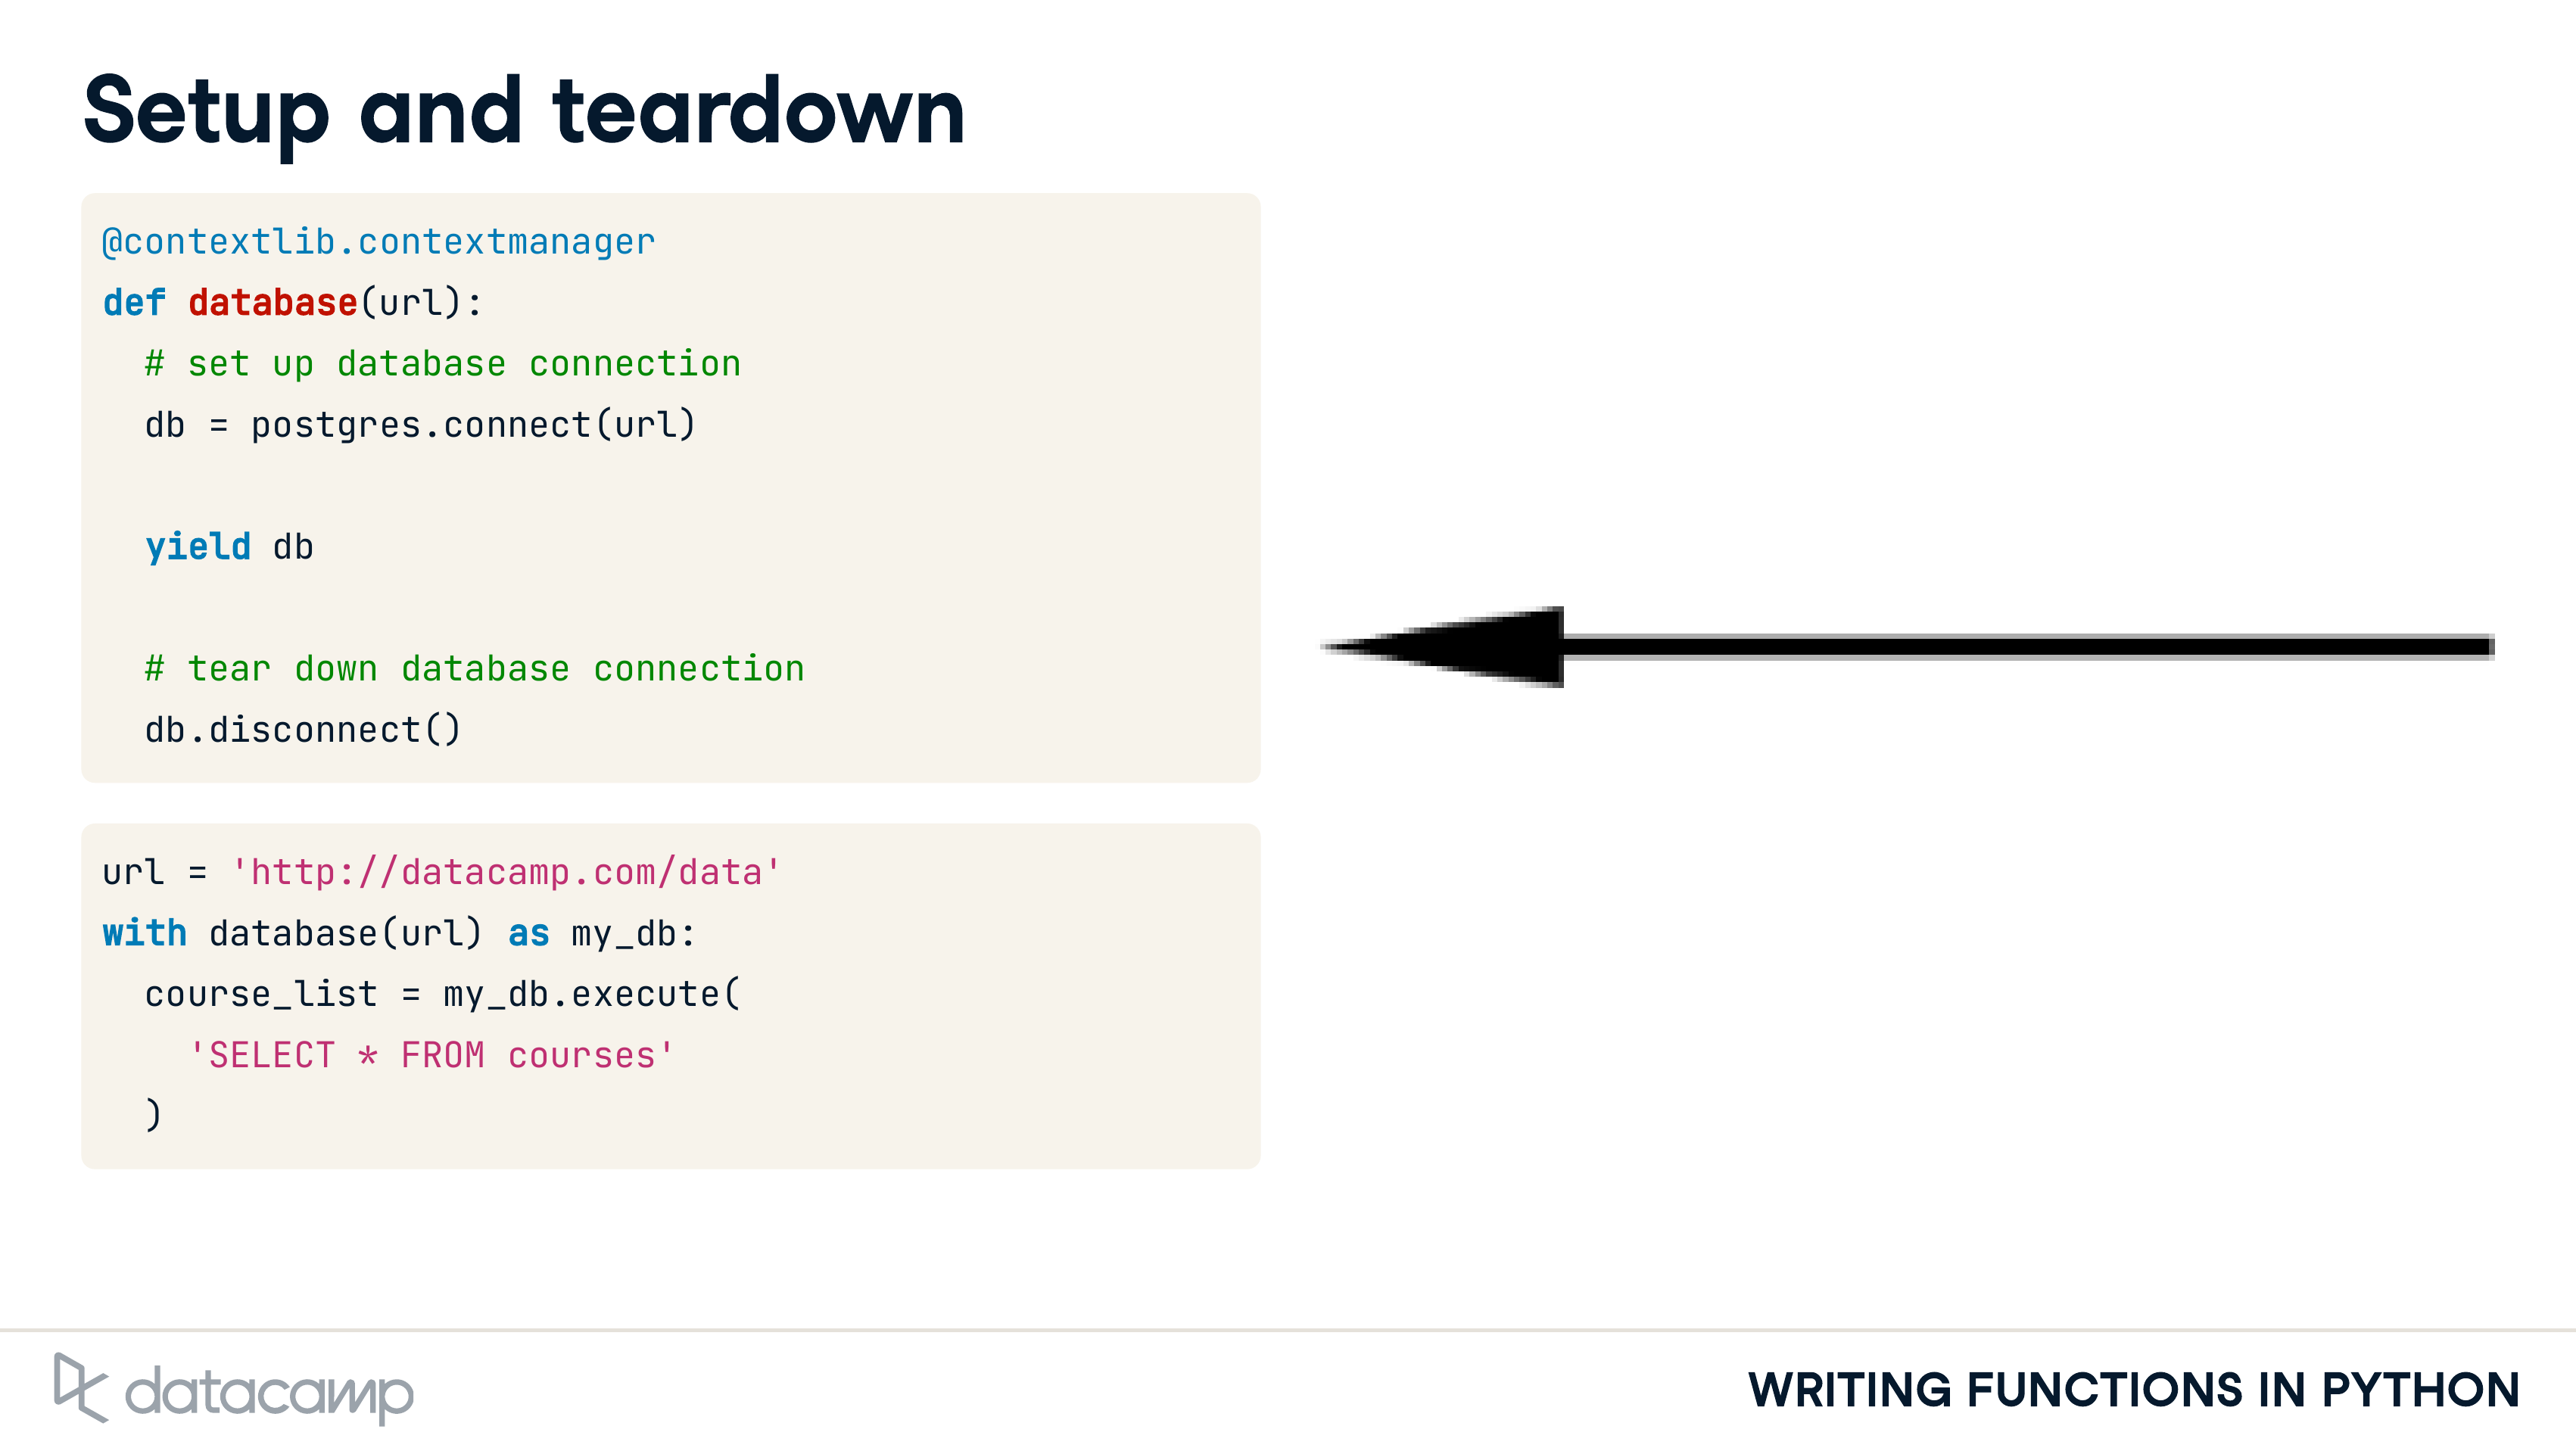 Setup and teardown
@contextlib.contextmanager
def database(url):
  # set up database connection
  db = postgres.connect(url)
  yield db
  # tear down database connection
  db.disconnect()
url = 'http://datacamp.com/data'
with database(url) as my_db:
  course_list = my_db.execute(
    'SELECT * FROM courses'
  )
datacamp
WRITING FUNCTIONS IN PYTHON